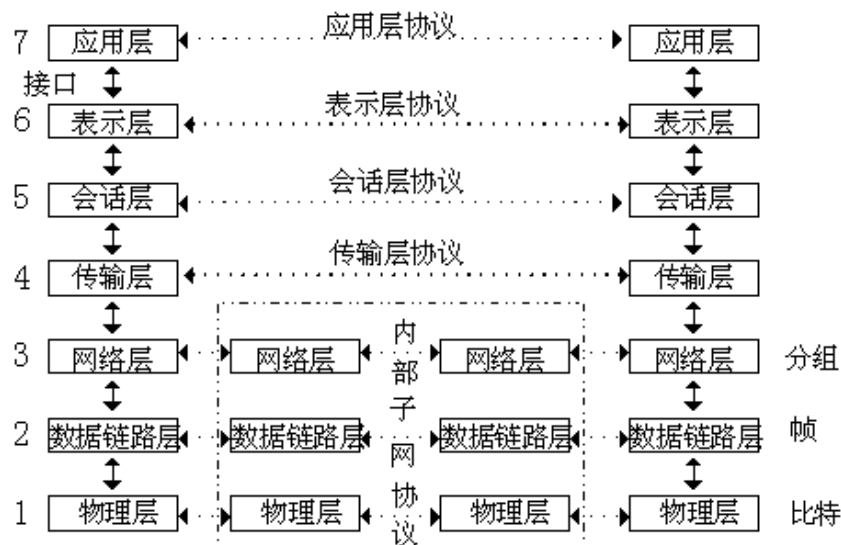 7 应用层 应用层协议 应用层
接口
6 表示层 表示层协议 表示层
5 会话层 会话层协议 会话层
4 传输层 传输层协议 传输层
3 网络层 网络层 网络层 网络层 分组
2 数据链路层 数据链路层 数据链路层 数据链路层 帧
1 物理层 物理层 物理层 物理层 比特
内部子网协议